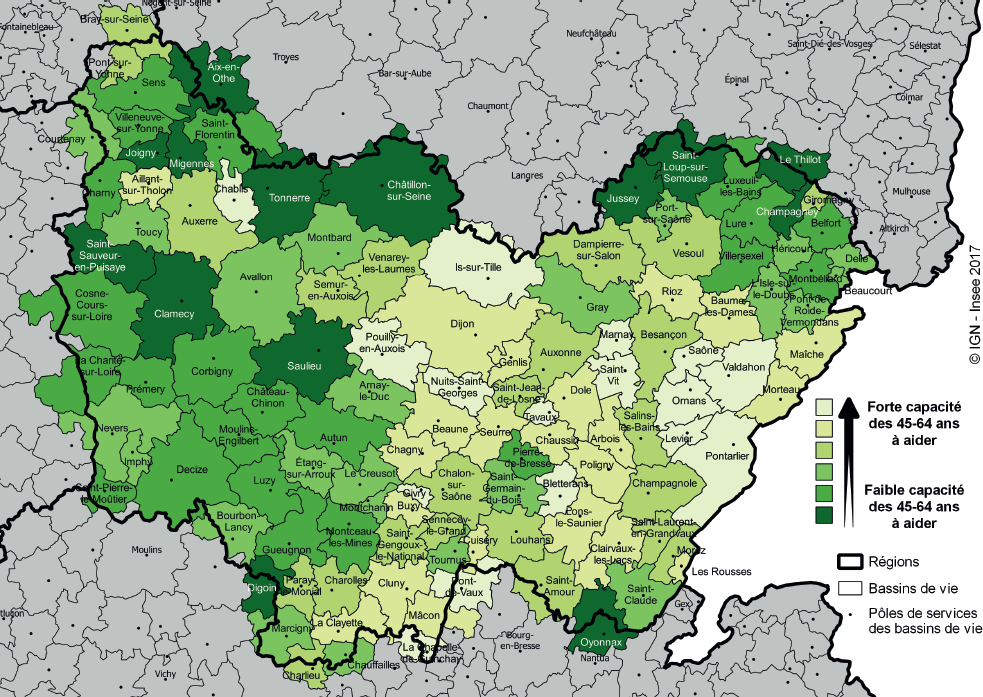 Nogent-sur-Seine
Bray-sur-Seine
Fontainebleau
Troyes
Neufchâteau
Saint-Dié-des-Vosges
Sélestat
Pont-sur-
Yonne
Aix-en-
Othe
Bar-sur-Aube
Épinal
Sens
Chaumont
Colmar
Villeneuve-
sur-Yonne
Saint-
Florentin
Courtenay
Joigny
Migennes
Saint-
Loup-sur-
Semouse
Le Thillot
Langres
Mulhouse
Charny
Aillant-
sur-Tholon
Chablis
Tonnerre
Châtillon-
sur-Seine
Jussey
Luxeuil-
les-Bains
Giromagny
Auxerre
Port-
sur-Saône
Champagney
Belfort
Altkirch
Toucy
Lure
Montbard
Dampierre-
sur-Salon
Vesoul
Villersexel
Héricourt
Delle
Saint
Sauveur-
en-Puisaye
Venarey-
les-Laumes
Is-sur-Tille
Avallon
Semur-
en-Auxois
L'Isle-sur-
le-Doubs
Montbéliard
Beaucourt
Cosne-
Cours-
sur-Loire
Clamecy
Gray
Rioz
Baume-
les-Dames
Pont-de-
Roide-
Vermondans
Dijon
Pouilly-
en-Auxois
Marnay
Besançon
Maîche
Saulieu
Genlis
Auxonne
Saône
Valdahon
La Charité-
sur-Loire
Corbigny
Prémery
Château-
Chinon
Arnay-
le-Duc
Nuits-Saint-
Georges
Saint-Jean-
de-Losne
Dole
Saint-
Vit
Ornans
Morteau
Nevers
Moulins-
Engilbert
Autun
Beaune
Seurre
Tavaux
Chaussin
Arbois
Salins-
les-Bains
Levier
Pontarlier
Imphy
Decize
Luzy
Étang-
sur-Arroux
Le Creusot
Chagny
Pierre-
de-Bresse
Poligny
Saint-Pierre-
le-Moûtier
Chalon-
sur-
Saône
Saint-
Germain-
du-Bois
Bletterans
Champagnole
Bourbon-
Lancy
Montchanin
Givry
Buxy
Lons-
le-Saunier
Saint-Laurent-
en-Grandvaux
Moulins
Gueugnon
Montceau-
les-Mines
Saint-
Gengoux-
le-National
Sennecey-
le-Grand
Cuiséry
Louhans
Clairvaux-
les-Lacs
Morez
Tournus
Les Rousses
Digoin
Paray-
le-Monial
Charolles
Cluny
Pont-
de-Vaux
Saint-
Amour
Saint-
Claude
Gex
Montluçon
Marcigny
La Clayette
Mâcon
Bourg-
en-Bresse
Oyonnax
Nantua
Vichy
Charlieu
Chauffailles
La Chapelle-
de-Guinchay
© IGN - Insee 2017
Forte capacité
des 45-64 ans
à aider
Faible capacité
des 45-64 ans
à aider
Régions
Bassins de vie
Pôles de services
des bassins de vie